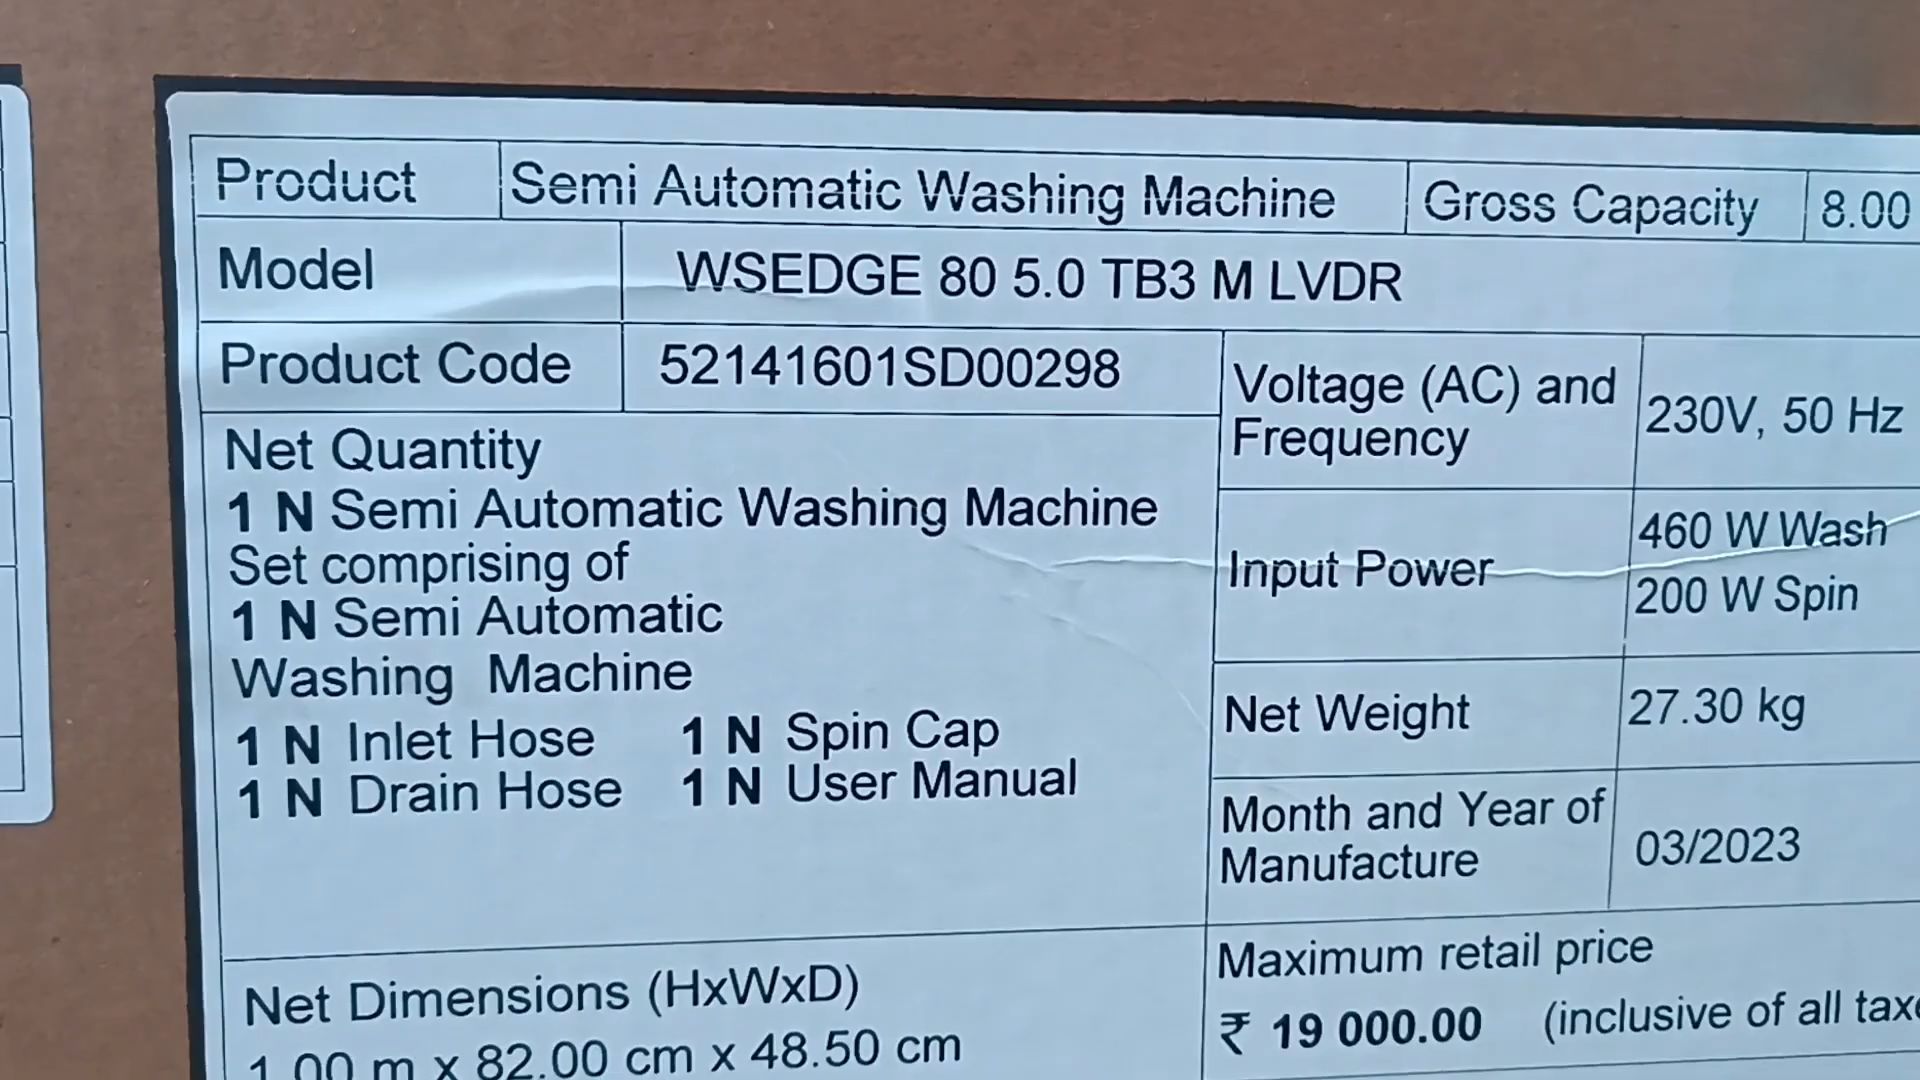 Product Semi Automatic Washing Machine Gross Capacity 8.00
Model WSEDGE 80 5.0 TB3 M LVDR
Product Code 52141601SD00298
Voltage (AC) and
Frequency
230V, 50 Hz
Net Quantity
1 N Semi Automatic Washing Machine
Set comprising of
1 N Semi Automatic
Washing Machine
1 N Inlet Hose 1 N Spin Cap
1 N Drain Hose 1 N User Manual
Input Power
460 W Wash
200 W Spin
Net Weight 27.30 kg
Month and Year of
Manufacture
03/2023
Net Dimensions (HxWxD)
1.00 m x 82.00 cm x 48.50 cm
Maximum retail price
₹ 19 000.00 (inclusive of all